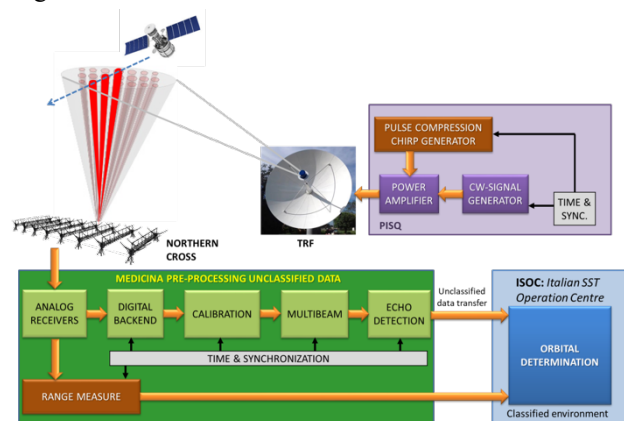 PULSE COMPRESSION
CHIRP GENERATOR
POWER
AMPLIFIER
CW-SIGNAL
GENERATOR
TIME &
SYNC.
PISQ
NORTHERN
CROSS
TRF
MEDICINA PRE-PROCESSING UNCLASSIFIED DATA
ANALOG
RECEIVERS
DIGITAL
BACKEND
CALIBRATION
MULTIBEAM
ECHO
DETECTION
TIME & SYNCHRONIZATION
RANGE MEASURE
Unclassified
data transfer
ISOC: Italian SST
Operation Centre
ORBITAL
DETERMINATION
Classified environment